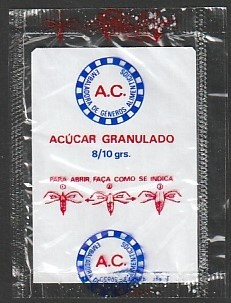 A.C.
EMBALADORA DE GÉNEROS ALIMENTÍCIOS
AÇÚCAR GRANULADO
8/10 grs.
PARA ABRIR, FAÇA COMO SE INDICA
1 2 3
A.C.